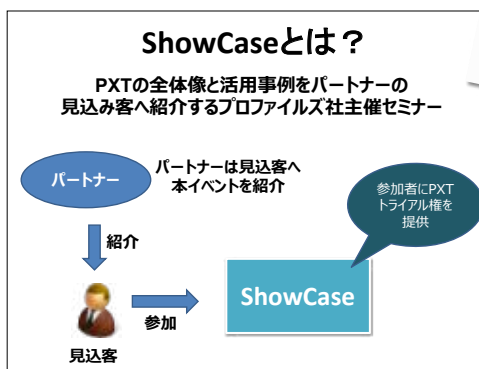 ShowCaseとは？
PXTの全体像と活用事例をパートナーの
見込み客へ紹介するプロファイルズ社主催セミナー
パートナー
パートナーは見込客へ
本イベントを紹介
参加者にPXT
トライアル権を
提供
紹介
ShowCase
参加
見込客